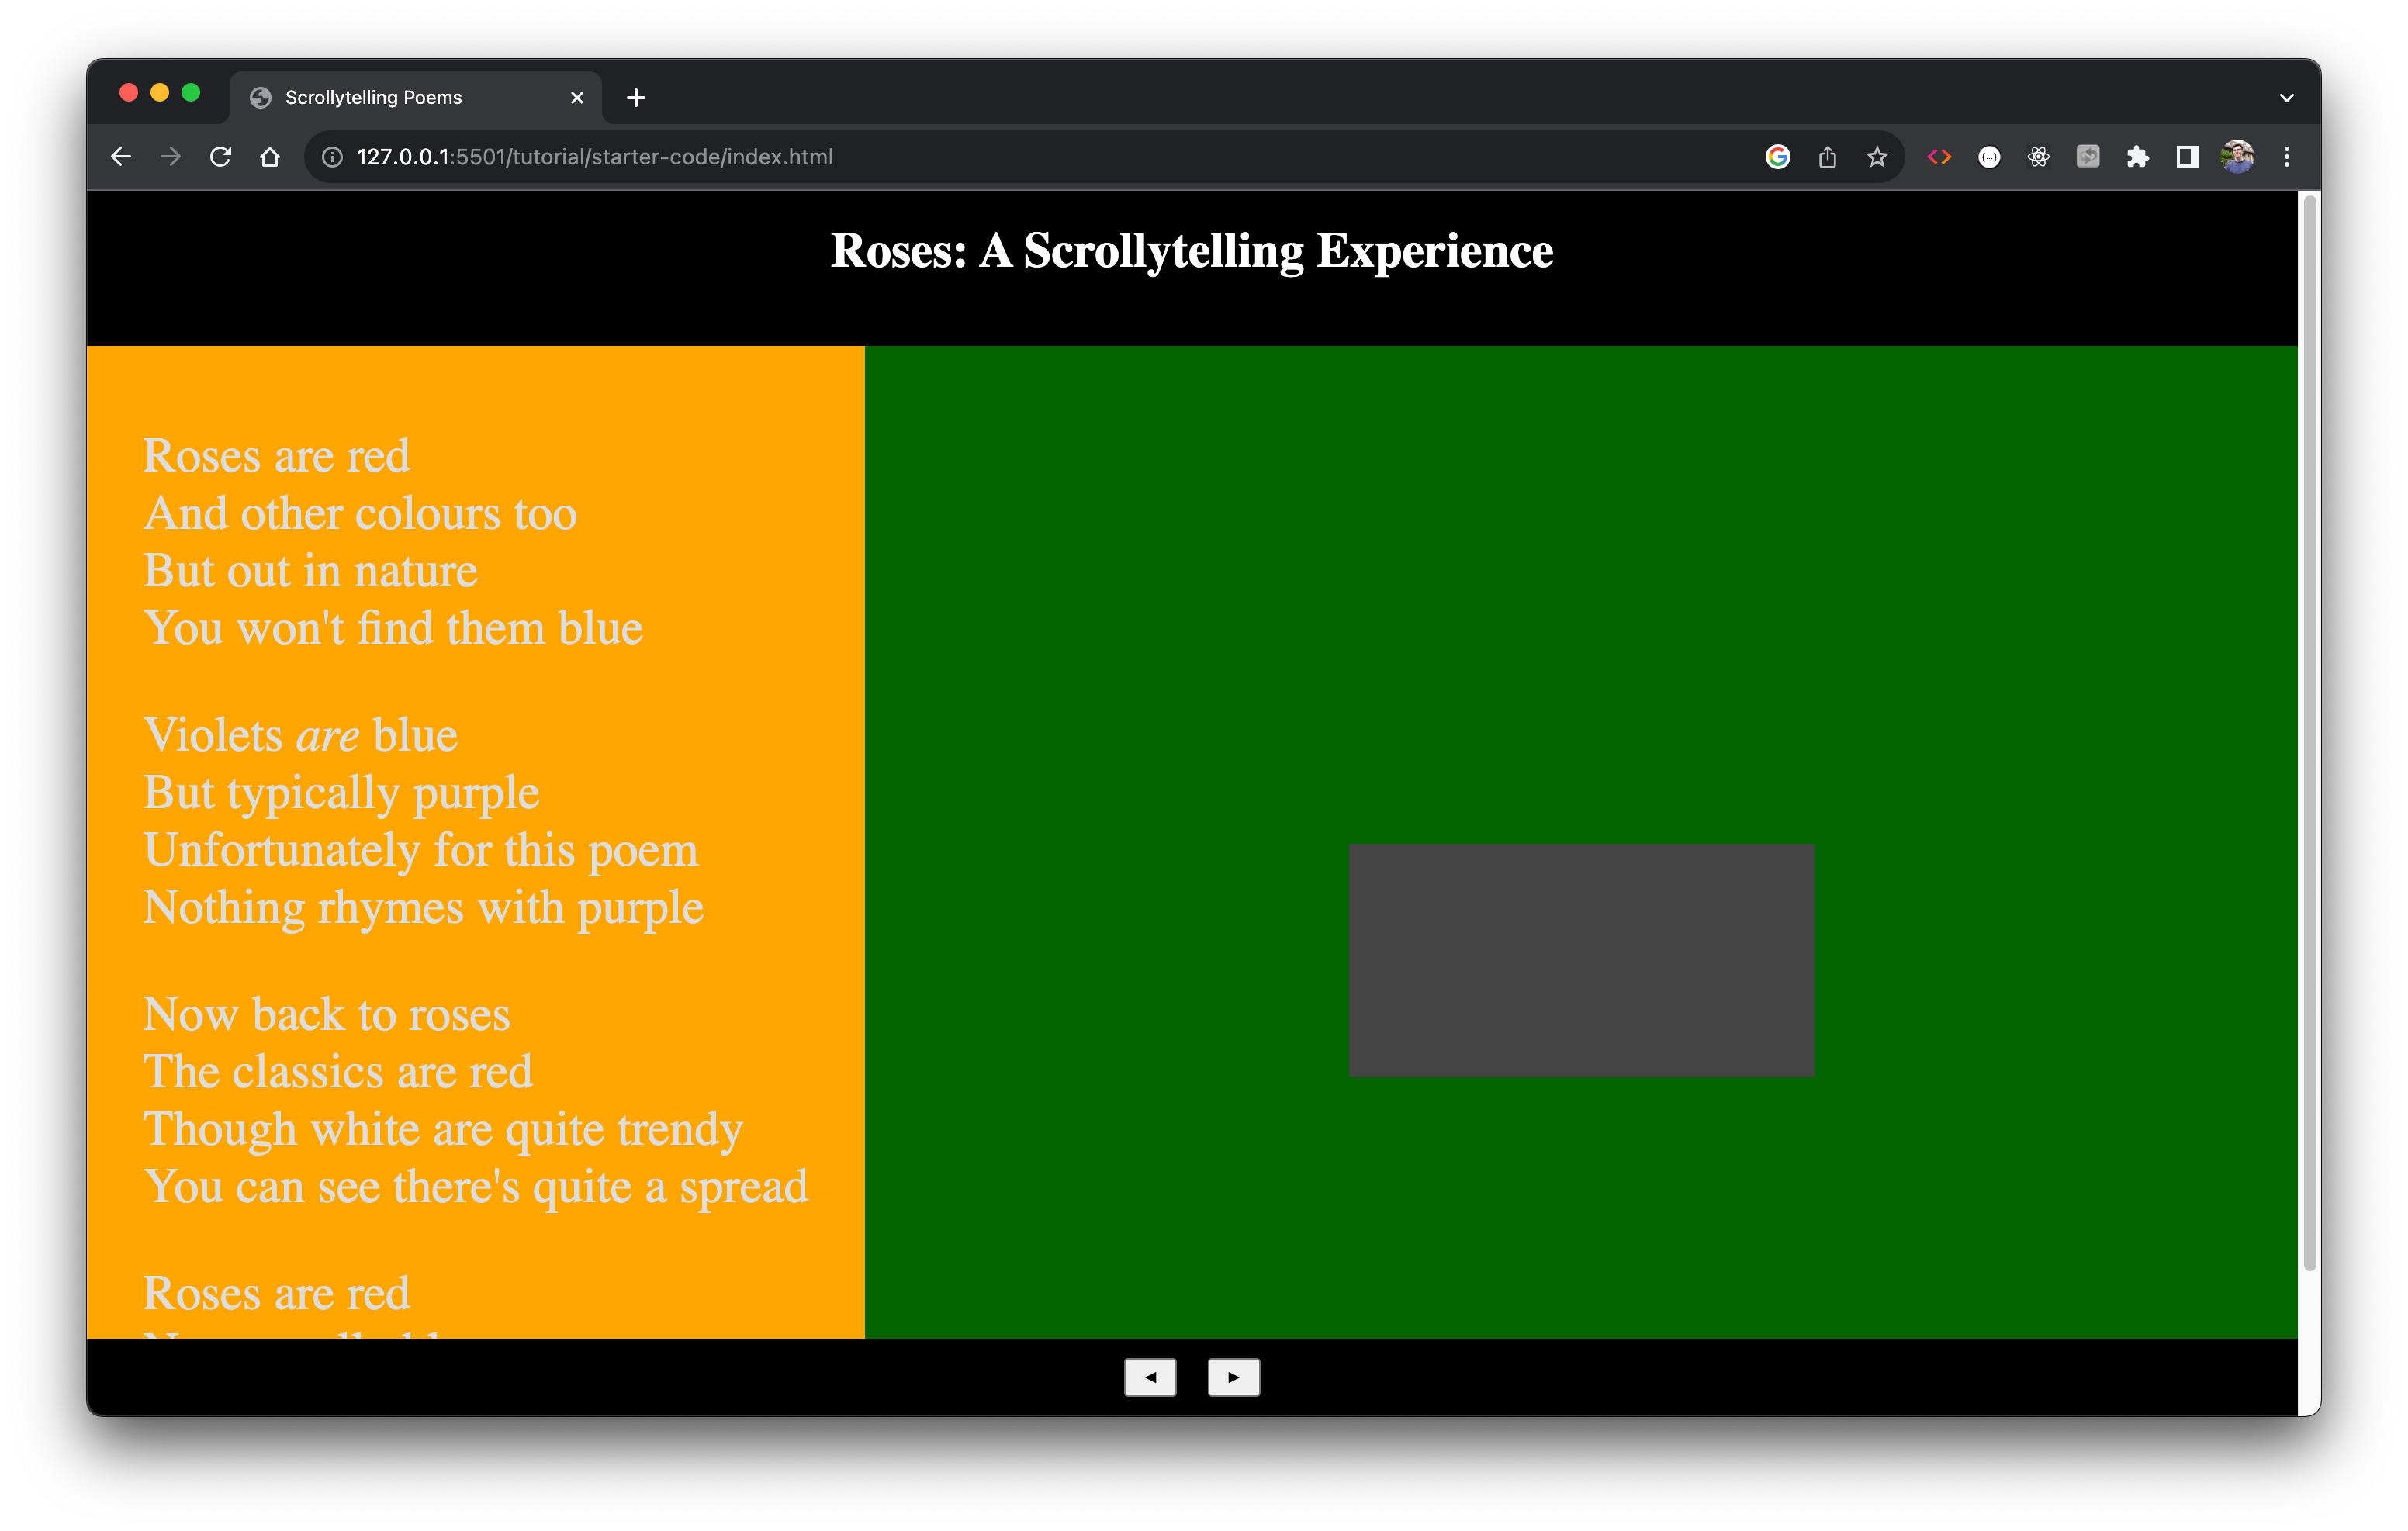 Scrollytelling Poems
127.0.0.1:5501/tutorial/starter-code/index.html
Roses: A Scrollytelling Experience
Roses are red
And other colours too
But out in nature
You won't find them blue
Violets are blue
But typically purple
Unfortunately for this poem
Nothing rhymes with purple
Now back to roses
The classics are red
Though white are quite trendy
You can see there's quite a spread
Roses are red